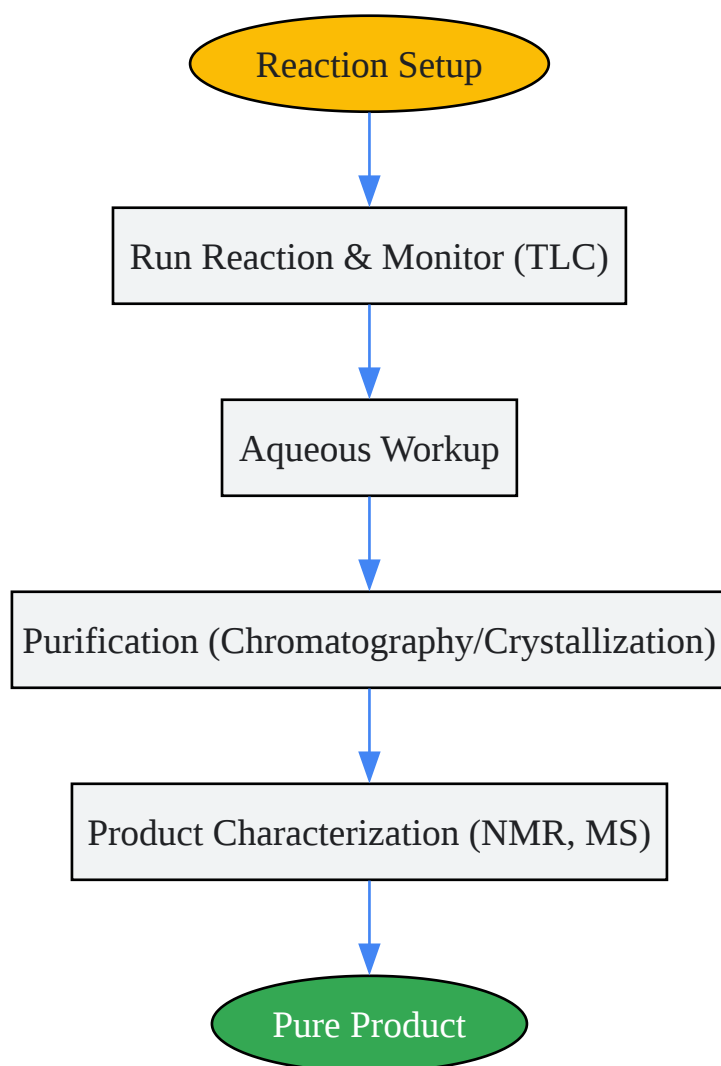 Reaction Setup
Run Reaction & Monitor (TLC)
Aqueous Workup
Purification (Chromatography/Crystallization)
Product Characterization (NMR, MS)
Pure Product